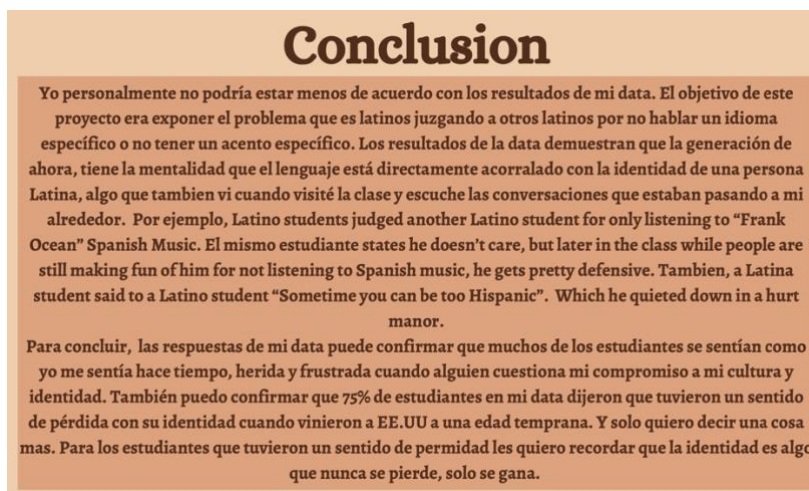 Conclusion
Yo personalmente no podría estar menos de acuerdo con los resultados de mi data. El objetivo de este
proyecto era exponer el problema que es latinos juzgando a otros latinos por no hablar un idioma
específico o no tener un acento específico. Los resultados de la data demuestran que la generación de
ahora, tiene la mentalidad que el lenguaje está directamente acorralado con la identidad de una persona
Latina, algo que tambien vi cuando visité la clase y escuche las conversaciones que estaban pasando a mi
alrededor. Por ejemplo, Latino students judged another Latino student for only listening to “Frank
Ocean” Spanish Music. El mismo estudiante states he doesn’t care, but later in the class while people are
still making fun of him for not listening to Spanish music, he gets pretty defensive. Tambien, a Latina
student said to a Latino student “Sometime you can be too Hispanic”. Which he quieted down in a hurt
manor.
Para concluir, las respuestas de mi data puede confirmar que muchos de los estudiantes se sentían como
yo me sentía hace tiempo, herida y frustrada cuando alguien cuestiona mi compromiso a mi cultura y
identidad. También puedo confirmar que 75% de estudiantes en mi data dijeron que tuvieron un sentido
de pérdida con su identidad cuando vinieron a EE.UU a una edad temprana. Y solo quiero decir una cosa
mas. Para los estudiantes que tuvieron un sentido de permidad les quiero recordar que la identidad es algo
que nunca se pierde, solo se gana.